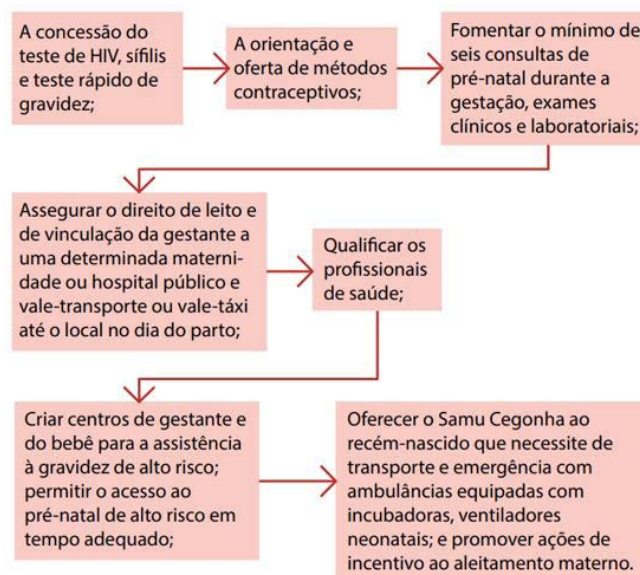 A concessão do
teste de HIV, sífilis
e teste rápido de
gravidez;
A orientação e
oferta de métodos
contraceptivos;
Fomentar o mínimo de
seis consultas de
pré-natal durante a
gestação, exames
clínicos e laboratoriais;
Assegurar o direito de leito e
de vinculação da gestante a
uma determinada materni-
dade ou hospital público e
vale-transporte ou vale-táxi
até o local no dia do parto;
Qualificar os
profissionais
de saúde;
Criar centros de gestante e
do bebê para a assistência
à gravidez de alto risco;
permitir o acesso ao
pré-natal de alto risco em
tempo adequado;
Oferecer o Samu Cegonha ao
recém-nascido que necessite de
transporte e emergência com
ambulâncias equipadas com
incubadoras, ventiladores
neonatais; e promover ações de
incentivo ao aleitamento materno.